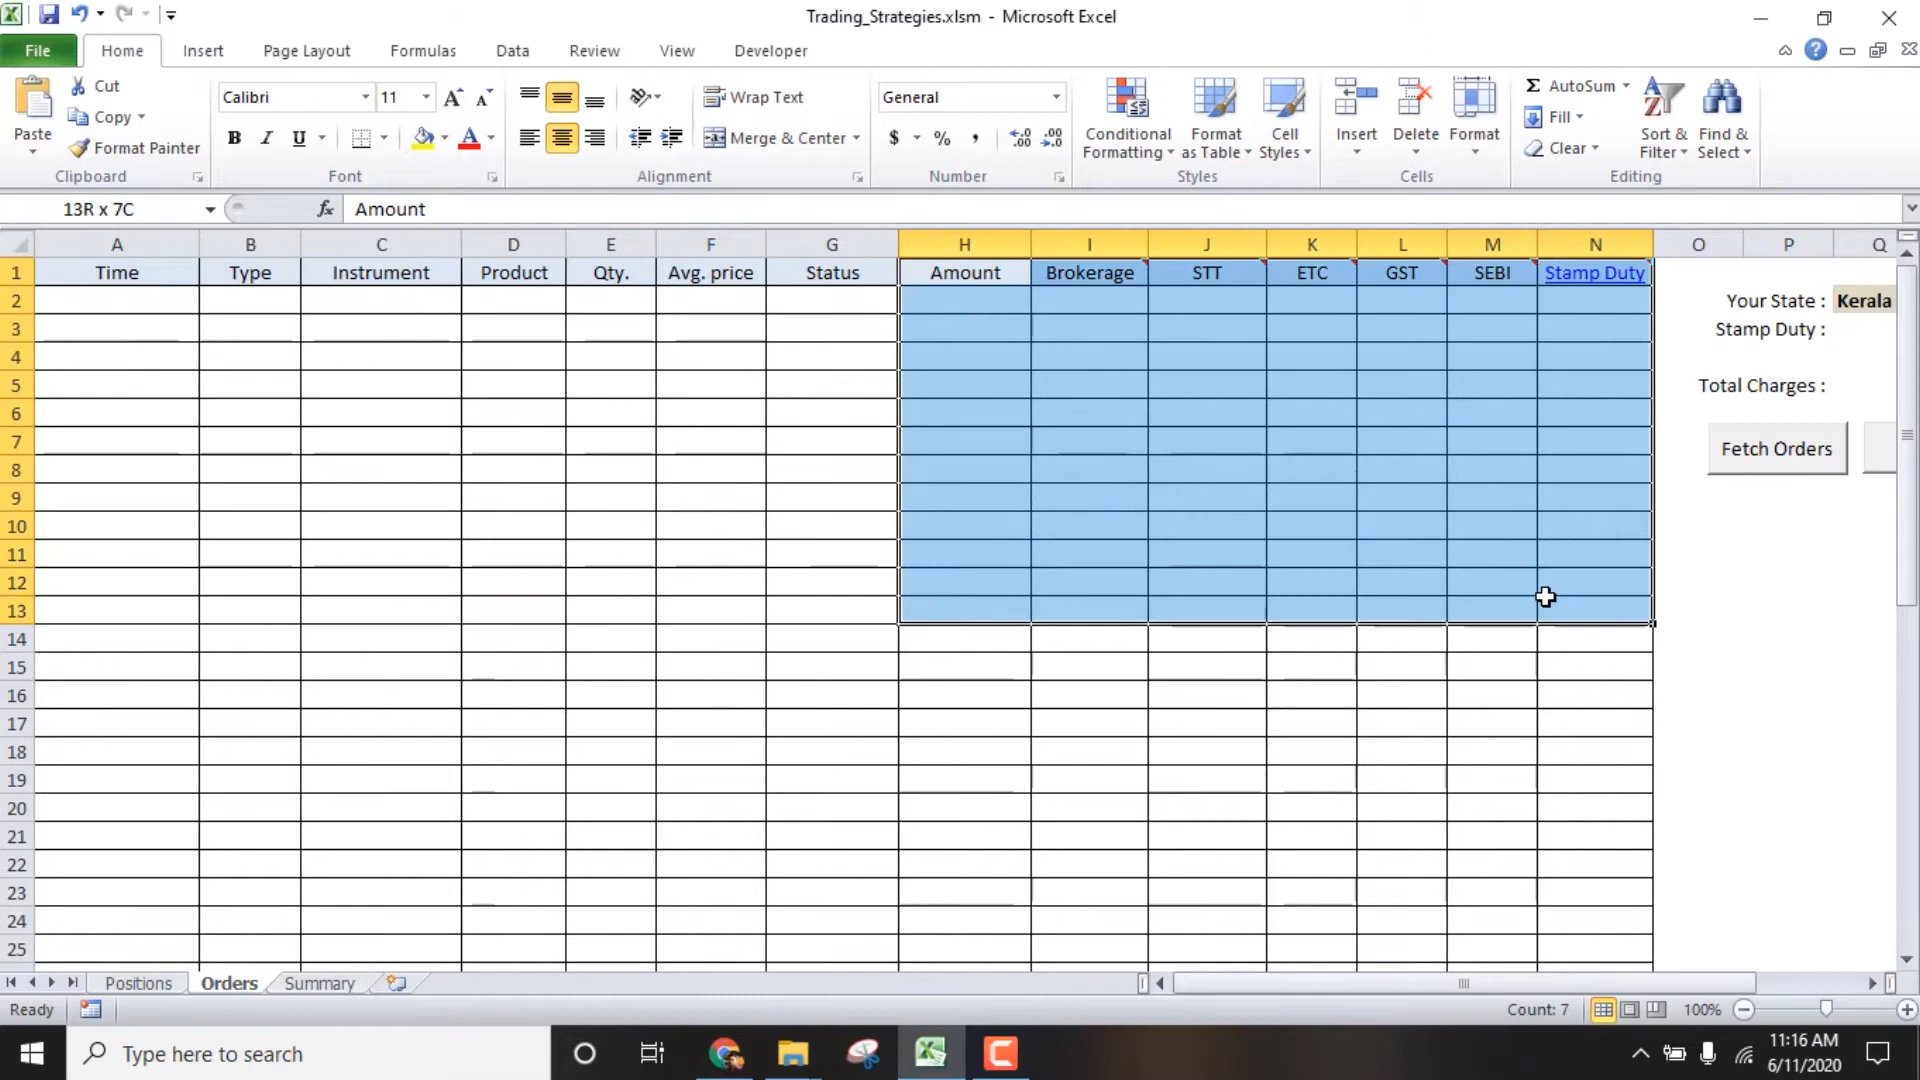 Trading_Strategies.xlsm - Microsoft Excel
File Home Insert Page Layout Formulas Data Review View Developer
Paste Cut Copy Format Painter Clipboard
Calibri 11 B I U Font
Wrap Text Merge & Center Alignment
General $ % , .00 Number
Conditional Formatting Format as Table Cell Styles Styles
Insert Delete Format Cells
Σ AutoSum Fill Clear Sort & Filter Find & Select Editing
13R x 7C fx Amount
A B C D E F G H I J K L M N O P Q
1 Time Type Instrument Product Qty. Avg. price Status Amount Brokerage STT ETC GST SEBI Stamp Duty
2 Your State : Kerala
3 Stamp Duty :
4
5 Total Charges :
6
7 Fetch Orders
8
9
10
11
12
13
14
15
16
17
18
19
20
21
22
23
24
25
Positions Orders Summary
Ready Count: 7 100%
Type here to search 11:16 AM
6/11/2020